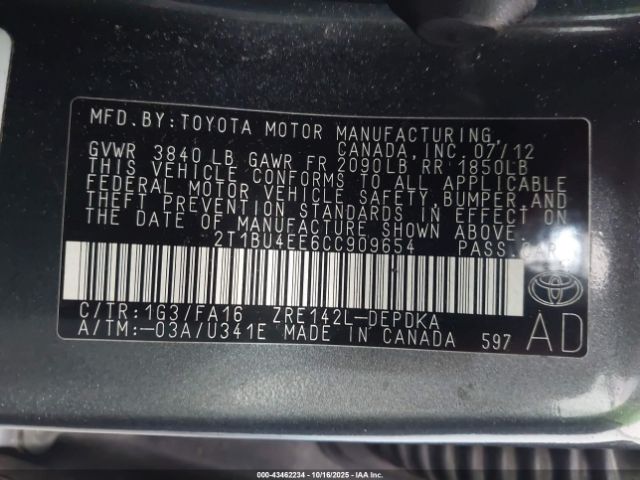 MFD. BY: TOYOTA MOTOR MANUFACTURING,
CANADA, INC. 07/12
GVWR 3840 LB GAWR FR 2090LB RR 1850LB
THIS VEHICLE CONFORMS TO ALL APPLICABLE
FEDERAL MOTOR VEHICLE SAFETY, BUMPER, AND
THEFT PREVENTION STANDARDS IN EFFECT ON
THE DATE OF MANUFACTURE SHOWN ABOVE.
2T1BU4EE6CC909654 PASS.
C/TR: 1G3/FA16 ZRE142L-DEPDKA
A/TM: -03A/U341E MADE IN CANADA 597
AD
000-43462234 | 10/16/2025 | IAA Inc.